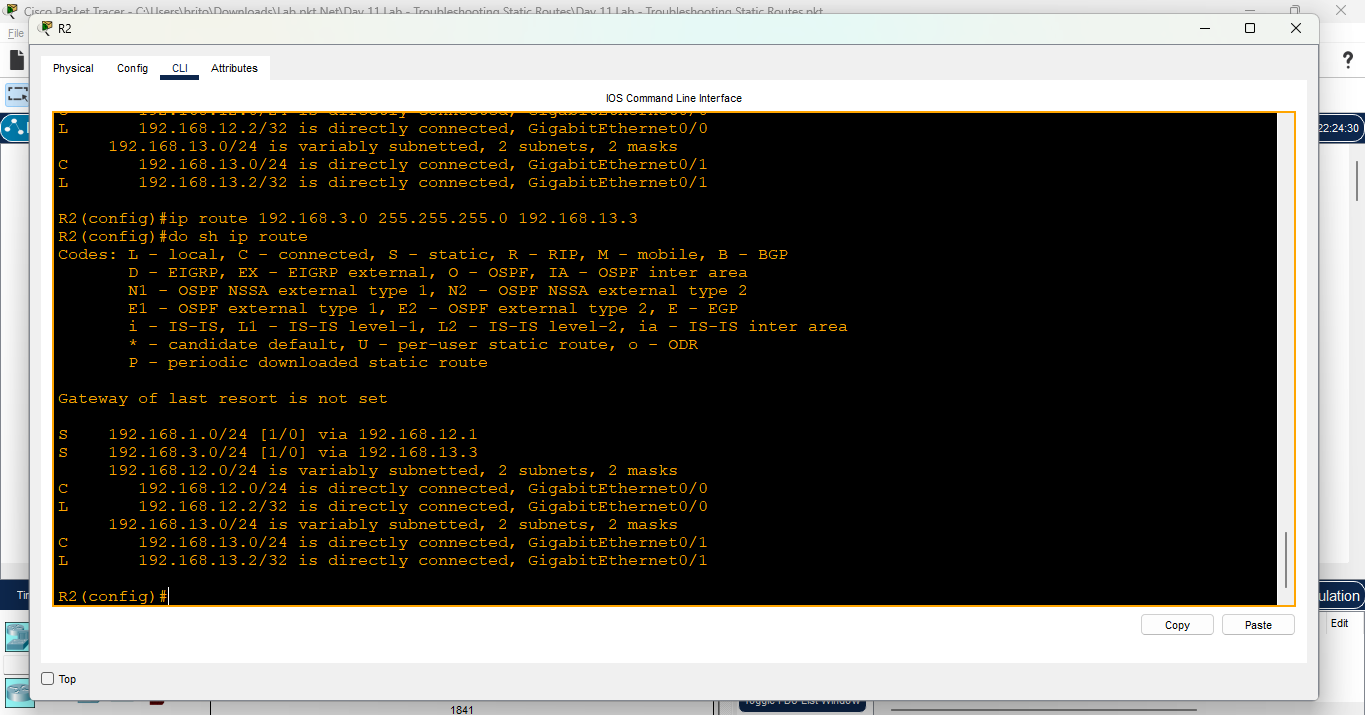 Cisco Packet Tracer - C:\Users\brito\Downloads\Lab pkt Net\Day 11 Lab - Troubleshooting Static Routes\Day 11 Lab - Troubleshooting Static Routes.pkt
File
R2
Physical Config CLI Attributes
IOS Command Line Interface
22:24:30
L 192.168.12.2/32 is directly connected, GigabitEthernet0/0
192.168.13.0/24 is variably subnetted, 2 subnets, 2 masks
C 192.168.13.0/24 is directly connected, GigabitEthernet0/1
L 192.168.13.2/32 is directly connected, GigabitEthernet0/1
R2(config)#ip route 192.168.3.0 255.255.255.0 192.168.13.3
R2(config)#do sh ip route
Codes: L - local, C - connected, S - static, R - RIP, M - mobile, B - BGP
D - EIGRP, EX - EIGRP external, O - OSPF, IA - OSPF inter area
N1 - OSPF NSSA external type 1, N2 - OSPF NSSA external type 2
E1 - OSPF external type 1, E2 - OSPF external type 2, E - EGP
i - IS-IS, L1 - IS-IS level-1, L2 - IS-IS level-2, ia - IS-IS inter area
* - candidate default, U - per-user static route, o - ODR
P - periodic downloaded static route
Gateway of last resort is not set
S 192.168.1.0/24 [1/0] via 192.168.12.1
S 192.168.3.0/24 [1/0] via 192.168.13.3
192.168.12.0/24 is variably subnetted, 2 subnets, 2 masks
C 192.168.12.0/24 is directly connected, GigabitEthernet0/0
L 192.168.12.2/32 is directly connected, GigabitEthernet0/0
192.168.13.0/24 is variably subnetted, 2 subnets, 2 masks
C 192.168.13.0/24 is directly connected, GigabitEthernet0/1
L 192.168.13.2/32 is directly connected, GigabitEthernet0/1
R2(config)#
Copy Paste
Edit
Top
1841
Toggle PDU List Window